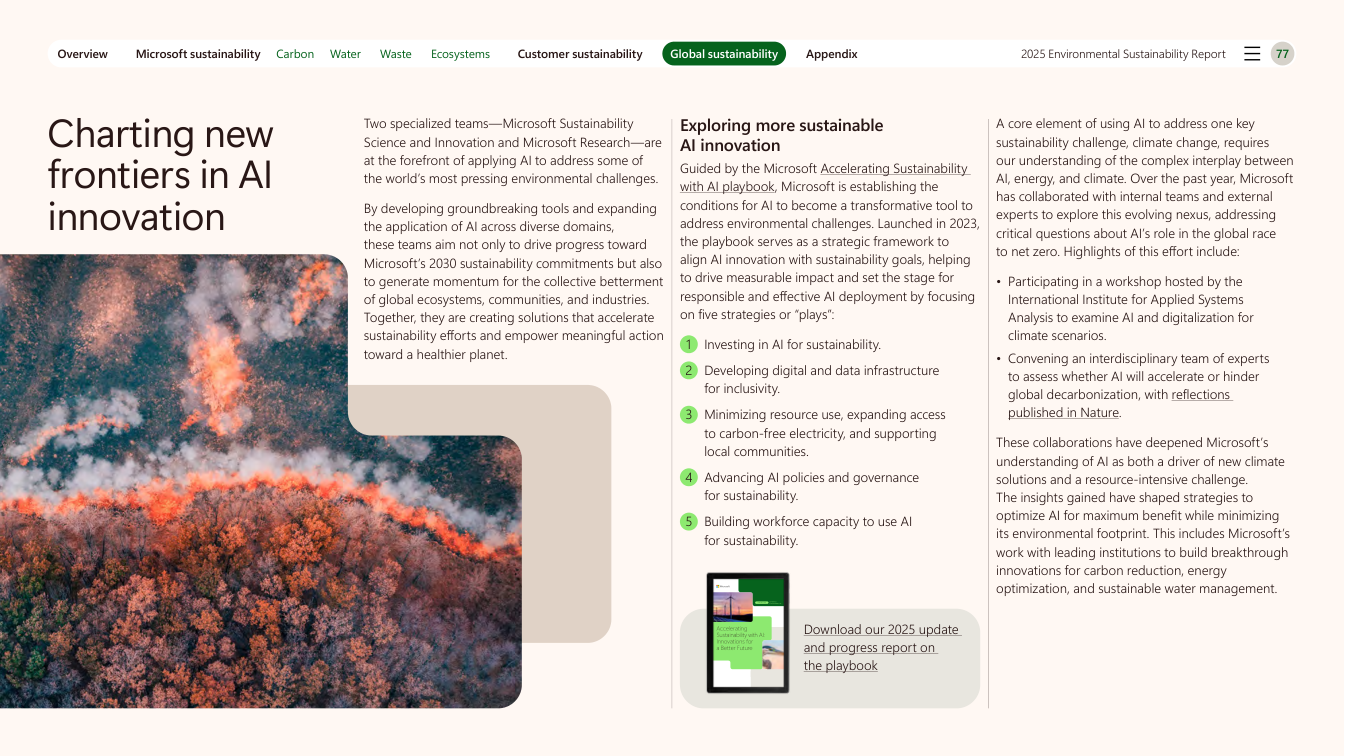 Overview
Microsoft sustainability
Carbon
Water
Waste
Ecosystems
Customer sustainability
Global sustainability
Appendix
2025 Environmental Sustainability Report
77
Charting new
frontiers in AI
innovation
Two specialized teams—Microsoft Sustainability
Science and Innovation and Microsoft Research—are
at the forefront of applying AI to address some of
the world's most pressing environmental challenges.
By developing groundbreaking tools and expanding
the application of AI across diverse domains,
these teams aim not only to drive progress toward
Microsoft's 2030 sustainability commitments but also
to generate momentum for the collective betterment
of global ecosystems, communities, and industries.
Together, they are creating solutions that accelerate
sustainability efforts and empower meaningful action
toward a healthier planet.
Exploring more sustainable
AI innovation
Guided by the Microsoft Accelerating Sustainability
with AI playbook, Microsoft is establishing the
conditions for AI to become a transformative tool to
address environmental challenges. Launched in 2023,
the playbook serves as a strategic framework to
align AI innovation with sustainability goals, helping
to drive measurable impact and set the stage for
responsible and effective AI deployment by focusing
on five strategies or “plays”:
1 Investing in AI for sustainability.
2 Developing digital and data infrastructure
for inclusivity.
3 Minimizing resource use, expanding access
to carbon-free electricity, and supporting
local communities.
4 Advancing AI policies and governance
for sustainability.
5 Building workforce capacity to use AI
for sustainability.
Microsoft
Accelerating
Sustainability with AI:
Innovations for
a Better Future
Download our 2025 update
and progress report on
the playbook
A core element of using AI to address one key
sustainability challenge, climate change, requires
our understanding of the complex interplay between
AI, energy, and climate. Over the past year, Microsoft
has collaborated with internal teams and external
experts to explore this evolving nexus, addressing
critical questions about AI's role in the global race
to net zero. Highlights of this effort include:
• Participating in a workshop hosted by the
International Institute for Applied Systems
Analysis to examine AI and digitalization for
climate scenarios.
• Convening an interdisciplinary team of experts
to assess whether AI will accelerate or hinder
global decarbonization, with reflections
published in Nature.
These collaborations have deepened Microsoft's
understanding of AI as both a driver of new climate
solutions and a resource-intensive challenge.
The insights gained have shaped strategies to
optimize AI for maximum benefit while minimizing
its environmental footprint. This includes Microsoft's
work with leading institutions to build breakthrough
innovations for carbon reduction, energy
optimization, and sustainable water management.